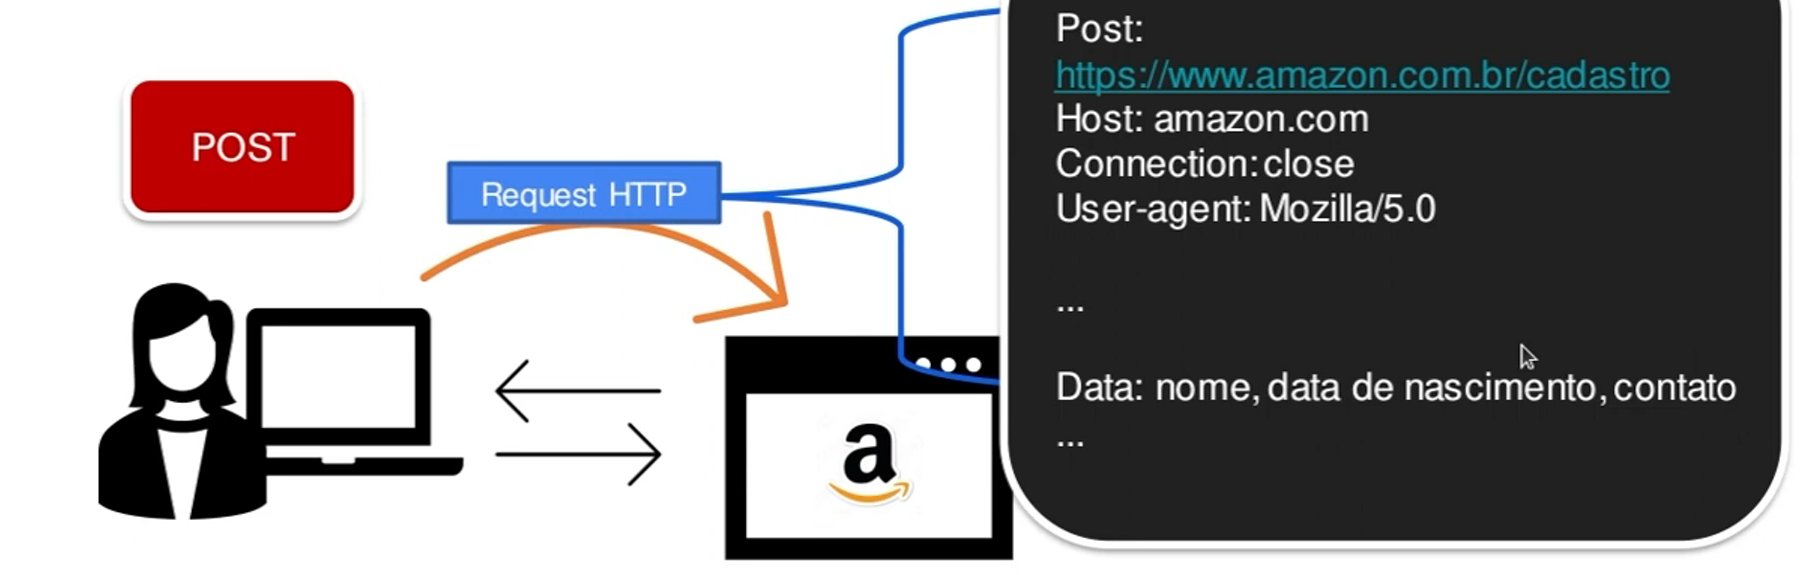 POST
Request HTTP
a
Post:
https://www.amazon.com.br/cadastro
Host: amazon.com
Connection: close
User-agent: Mozilla/5.0
...
Data: nome, data de nascimento, contato
...